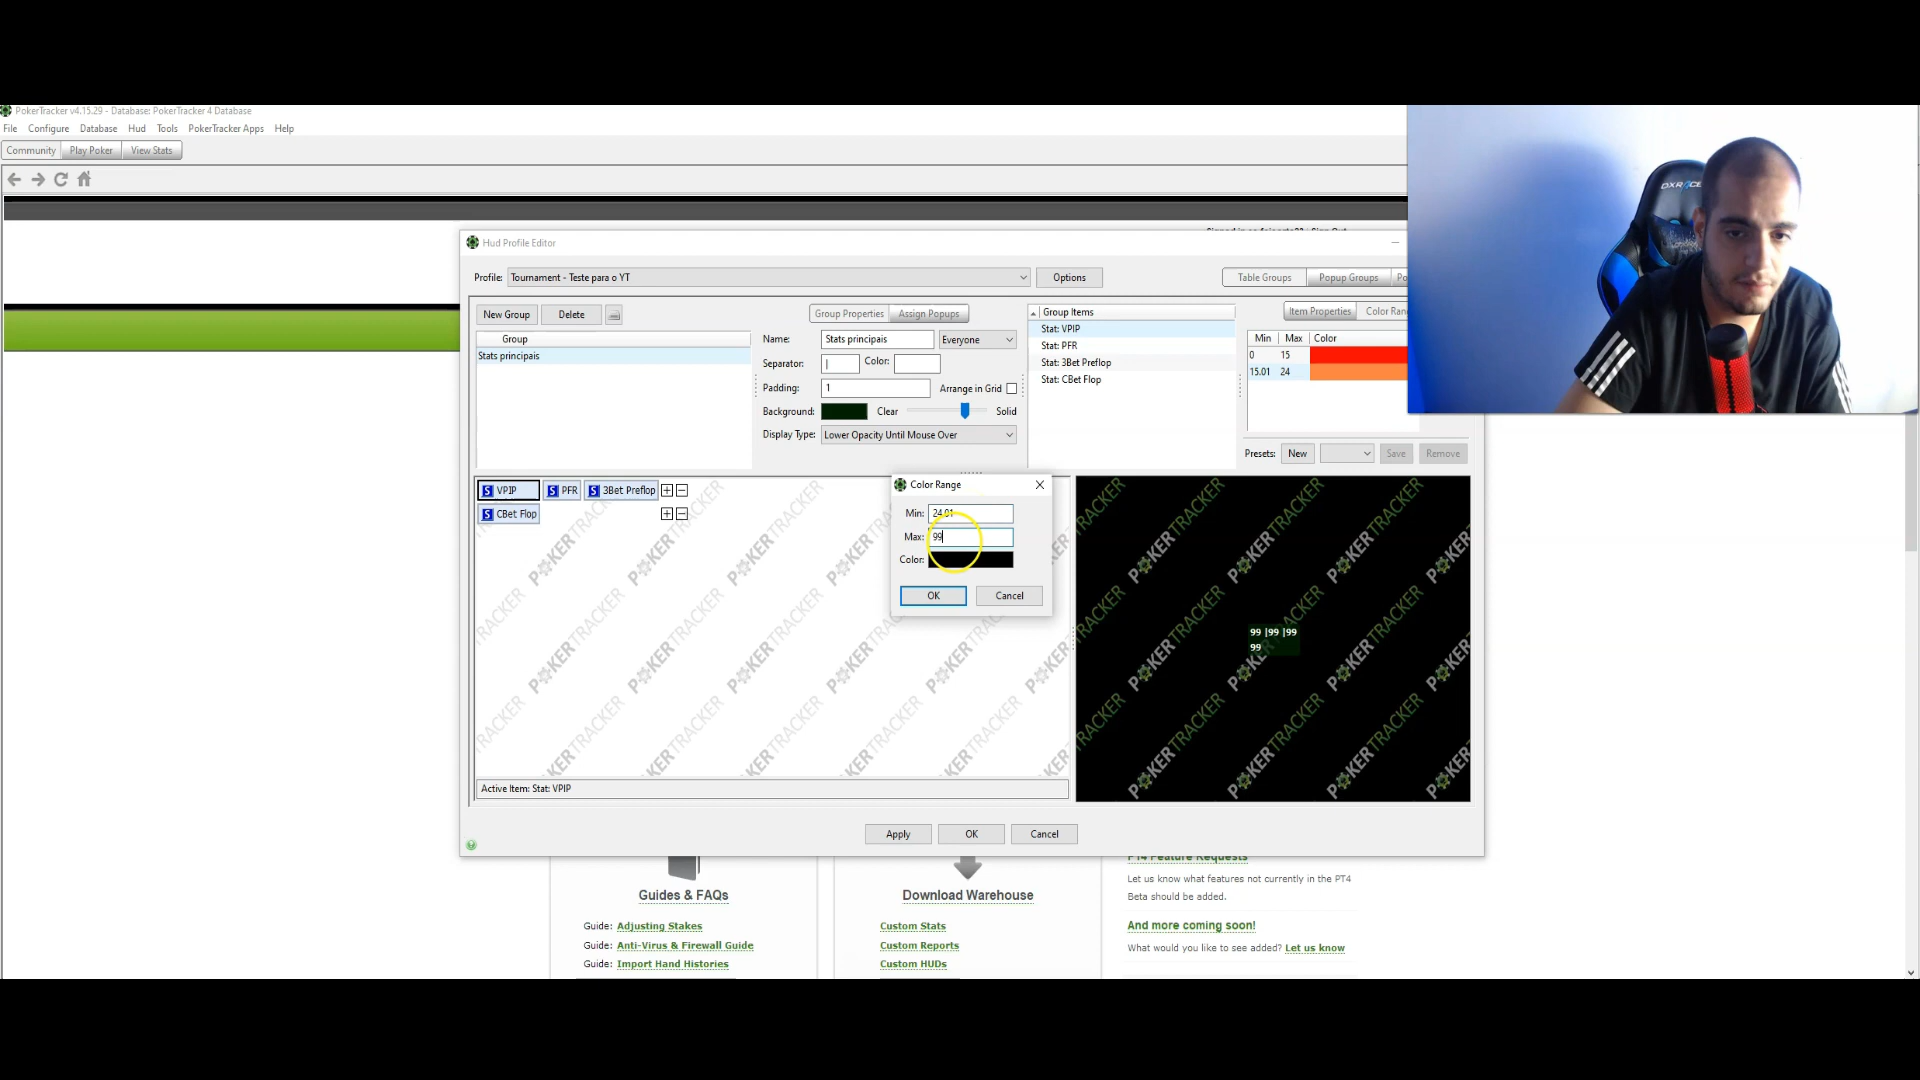 PokerTracker v4.15.29 - Database: PokerTracker 4 Database
File Configure Database Hud Tools PokerTracker Apps Help
Community Play Poker View Stats
DXRACER
Hud Profile Editor
Profile: Tournament - Teste para o YT Options Table Groups Popup Groups Po
New Group Delete
Group
Stats principais
Group Properties Assign Popups
Name: Stats principais Everyone
Separator: | Color:
Padding: 1 Arrange in Grid
Background: Clear Solid
Display Type: Lower Opacity Until Mouse Over
Group Items
Stat: VPIP
Stat: PFR
Stat: 3Bet Preflop
Stat: CBet Flop
Item Properties Color Ran
Min Max Color
0 15
15.01 24
Presets: New Save Remove
S VPIP S PFR S 3Bet Preflop
S CBet Flop
Color Range
Min: 24.01
Max: 99
Color:
OK Cancel
99 |99 |99
99
POKERTRACKER
Active Item: Stat: VPIP
Apply OK Cancel
Guides & FAQs
Guide: Adjusting Stakes
Guide: Anti-Virus & Firewall Guide
Guide: Import Hand Histories
Download Warehouse
Custom Stats
Custom Reports
Custom HUDs
PT4 Feature Requests
Let us know what features not currently in the PT4
Beta should be added.
And more coming soon!
What would you like to see added? Let us know